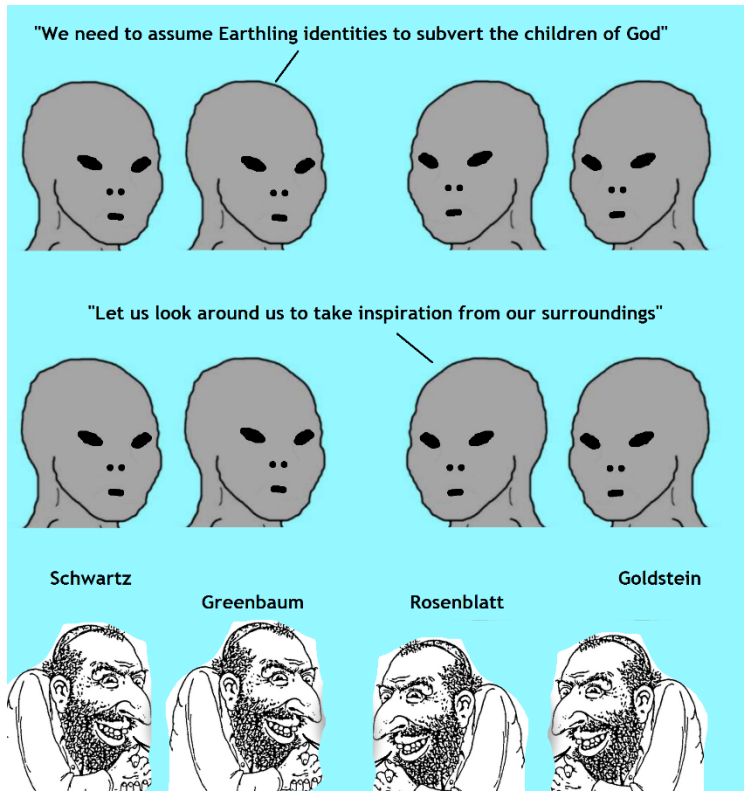 "We need to assume Earthling identities to subvert the children of God"
"Let us look around us to take inspiration from our surroundings"
Schwartz
Greenbaum
Rosenblatt
Goldstein